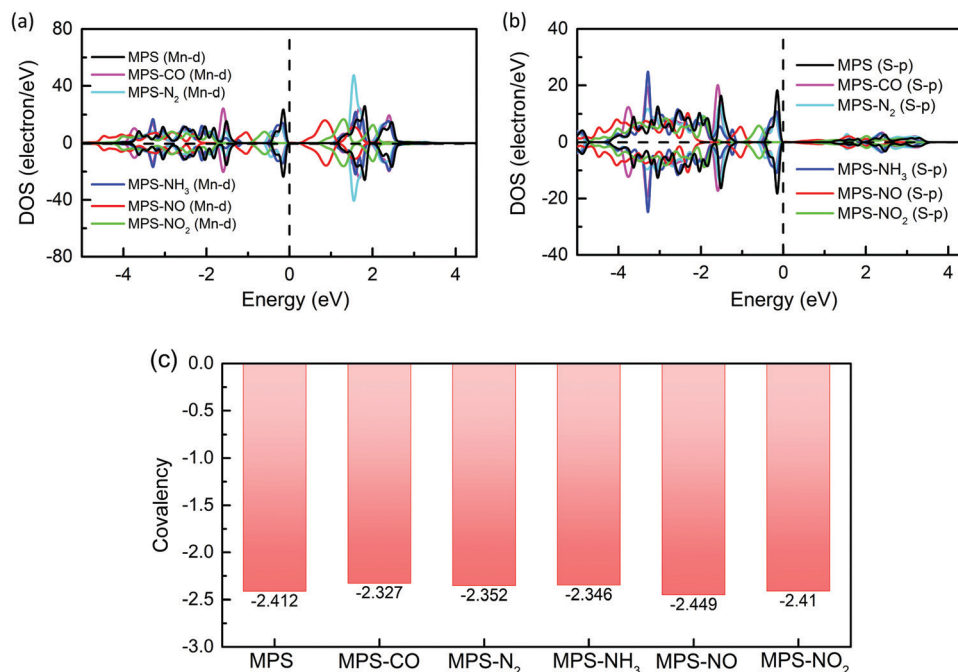 (a)
80
40
0
-40
-80
DOS (electron/eV)
MPS (Mn-d)
MPS-CO (Mn-d)
MPS-N₂ (Mn-d)
MPS-NH₃ (Mn-d)
MPS-NO (Mn-d)
MPS-NO₂ (Mn-d)
-4 -2 0 2 4
Energy (eV)
(b)
40
20
0
20
-40
DOS (electron/eV)
MPS (S-p)
MPS-CO (S-p)
MPS-N₂ (S-p)
MPS-NH₃ (S-p)
MPS-NO (S-p)
MPS-NO₂ (S-p)
-4 -2 0 2 4
Energy (eV)
(c)
0.0
-0.5
-1.0
-1.5
-2.0
-2.5
-3.0
Covalency
-2.412 -2.327 -2.352 -2.346 -2.449 -2.41
MPS MPS-CO MPS-N₂ MPS-NH₃ MPS-NO MPS-NO₂